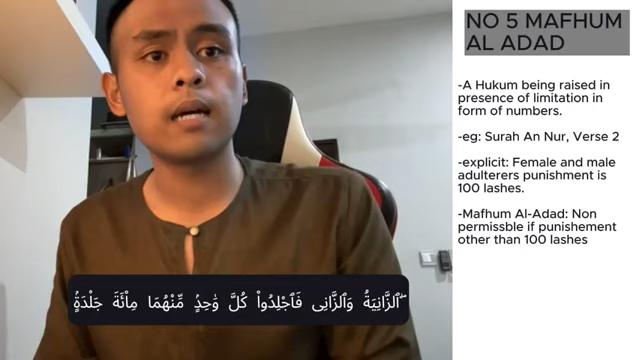 NO 5 MAFHUM
AL ADAD
-A Hukum being raised in
presence of limitation in
form of numbers.
-eg: Surah An Nur, Verse 2
-explicit: Female and male
adulterers punishment is
100 lashes.
-Mafhum Al-Adad: Non
permissble if punishement
other than 100 lashes
ٱلزَّانِيَةُ وَٱلزَّانِى فَٱجْلِدُوا۟ كُلَّ وَٰحِدٍۢ مِّنْهُمَا مِا۟ئَةَ جَلْدَةٍۢ ۖ